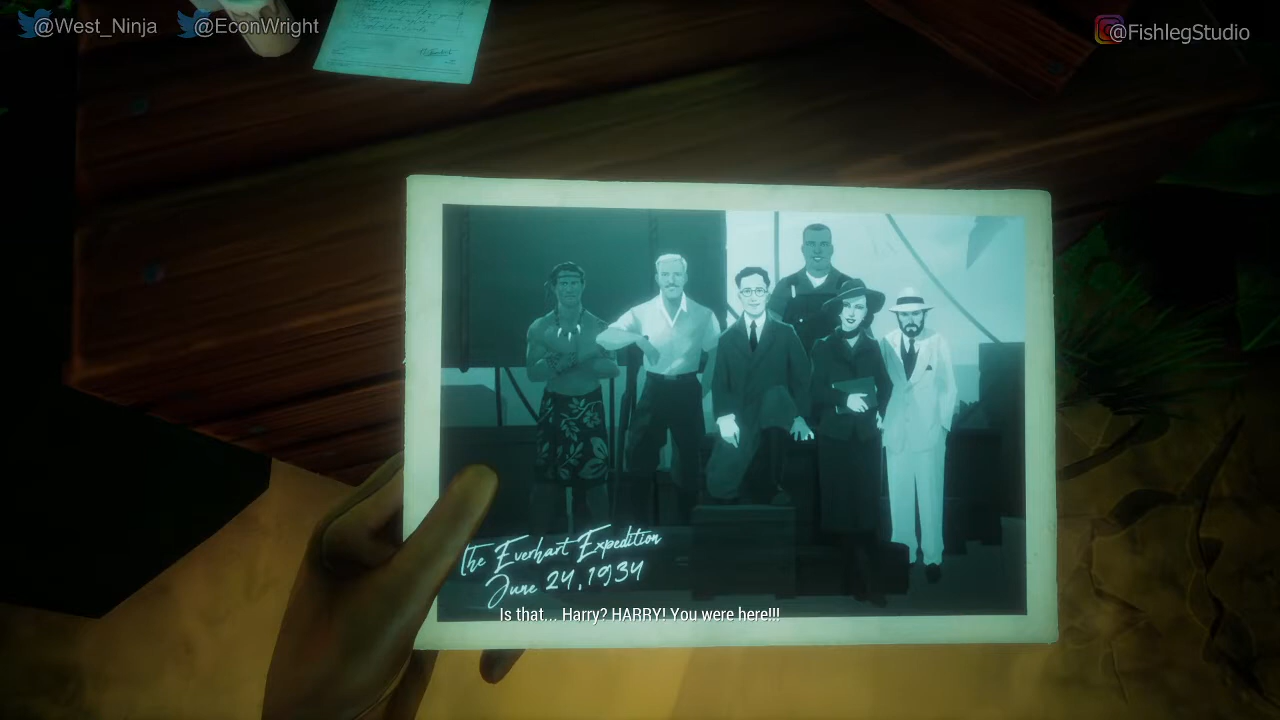 @West_Ninja @EconWright @FishlegStudio
The Everhart Expedition
June 24, 1934
Is that... Harry? HARRY! You were here!!!